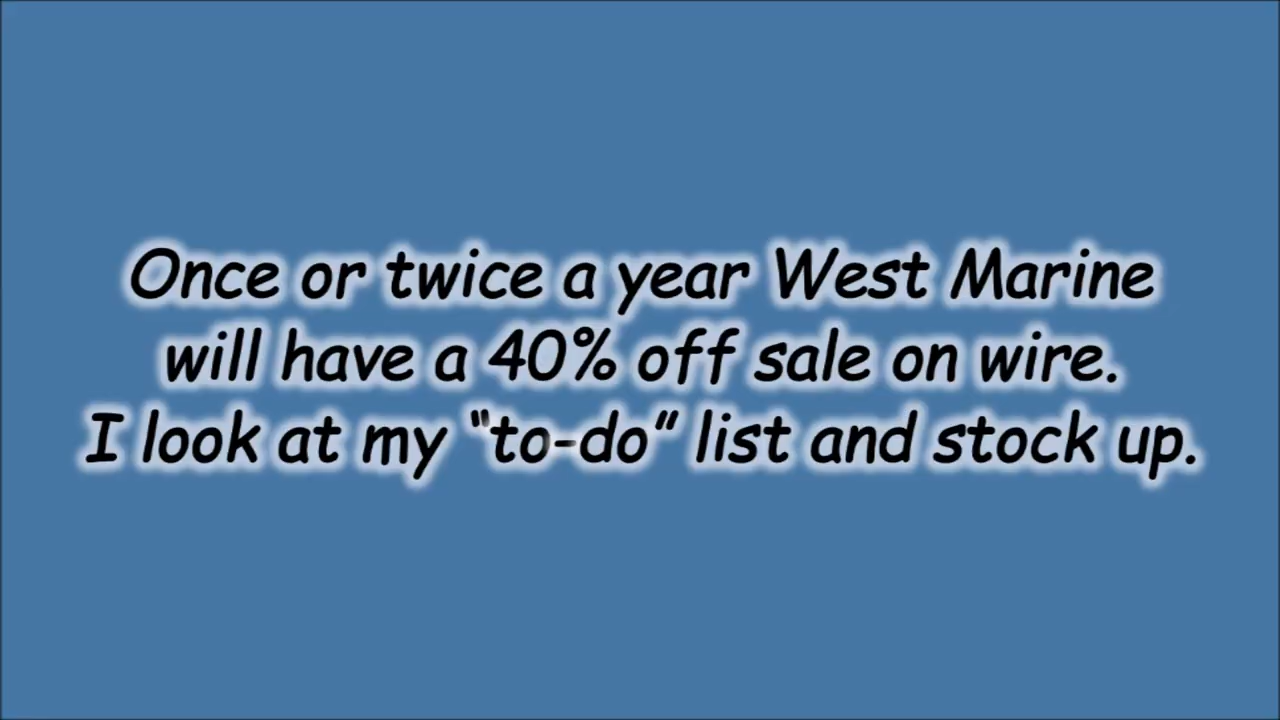 Once or twice a year West Marine
will have a 40% off sale on wire.
I look at my “to-do” list and stock up.